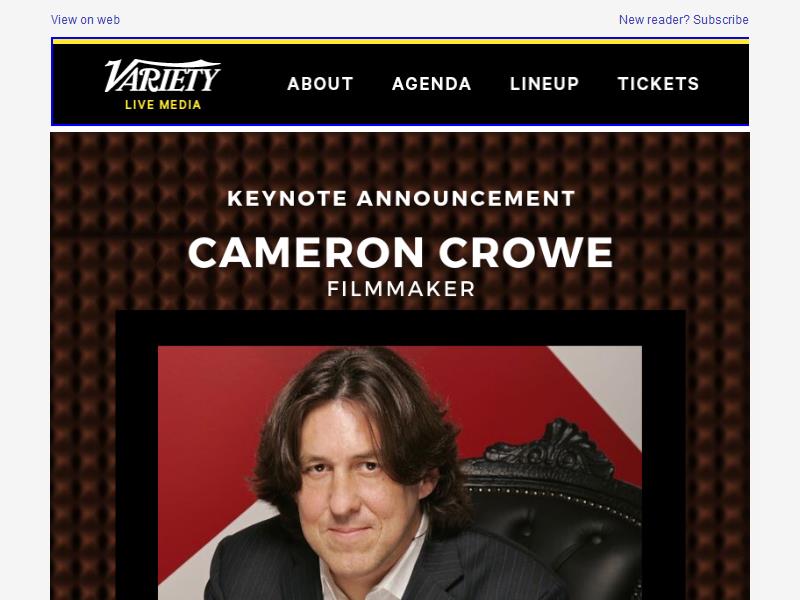 View on web
New reader? Subscribe
VARIETY
LIVE MEDIA
ABOUT
AGENDA
LINEUP
TICKETS
KEYNOTE ANNOUNCEMENT
CAMERON CROWE
FILMMAKER